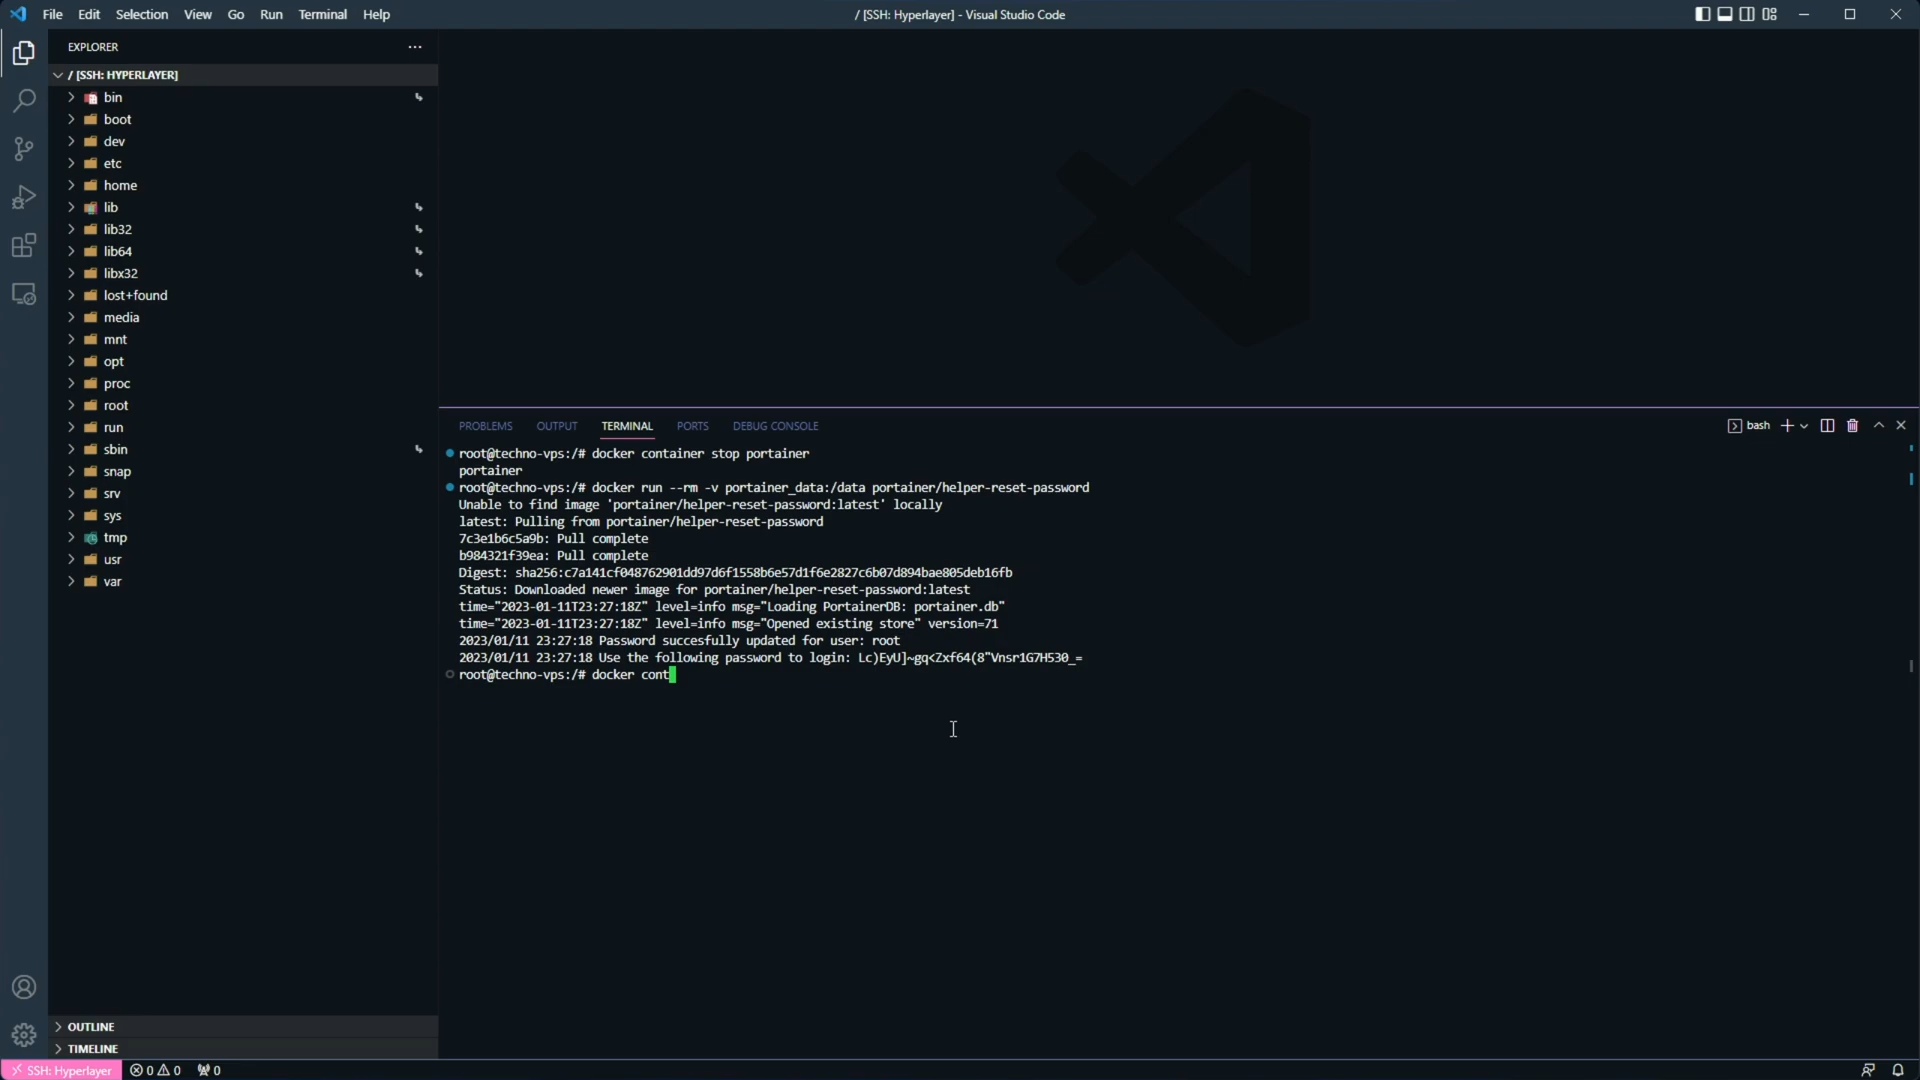 File Edit Selection View Go Run Terminal Help
/ [SSH: Hyperlayer] - Visual Studio Code
EXPLORER
/ [SSH: HYPERLAYER]
bin
boot
dev
etc
home
lib
lib32
lib64
libx32
lost+found
media
mnt
opt
proc
root
run
sbin
snap
srv
sys
tmp
usr
var
OUTLINE
TIMELINE
PROBLEMS OUTPUT TERMINAL PORTS DEBUG CONSOLE
bash
root@techno-vps:/# docker container stop portainer
portainer
root@techno-vps:/# docker run --rm -v portainer_data:/data portainer/helper-reset-password
Unable to find image 'portainer/helper-reset-password:latest' locally
latest: Pulling from portainer/helper-reset-password
7c3e1b6c5a9b: Pull complete
b984321f39ea: Pull complete
Digest: sha256:c7a141cf048762901dd97d6f1558b6e57d1f6e2827c6b07d894bae805deb16fb
Status: Downloaded newer image for portainer/helper-reset-password:latest
time="2023-01-11T23:27:18Z" level=info msg="Loading PortainerDB: portainer.db"
time="2023-01-11T23:27:18Z" level=info msg="Opened existing store" version=71
2023/01/11 23:27:18 Password succesfully updated for user: root
2023/01/11 23:27:18 Use the following password to login: Lc)EyU]~gq<Zxf64(8"Vnsr1G7H530_=
root@techno-vps:/# docker cont
SSH: Hyperlayer 0 0 0